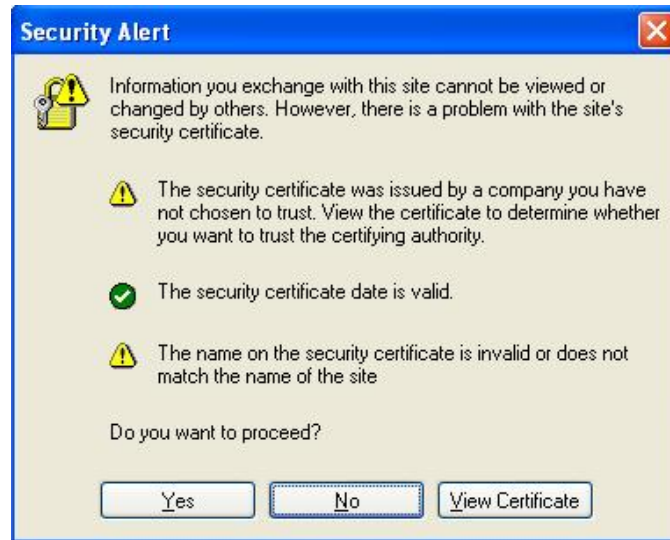 Security Alert
Information you exchange with this site cannot be viewed or
changed by others. However, there is a problem with the site's
security certificate.
The security certificate was issued by a company you have
not chosen to trust. View the certificate to determine whether
you want to trust the certifying authority.
The security certificate date is valid.
The name on the security certificate is invalid or does not
match the name of the site
Do you want to proceed?
Yes No View Certificate